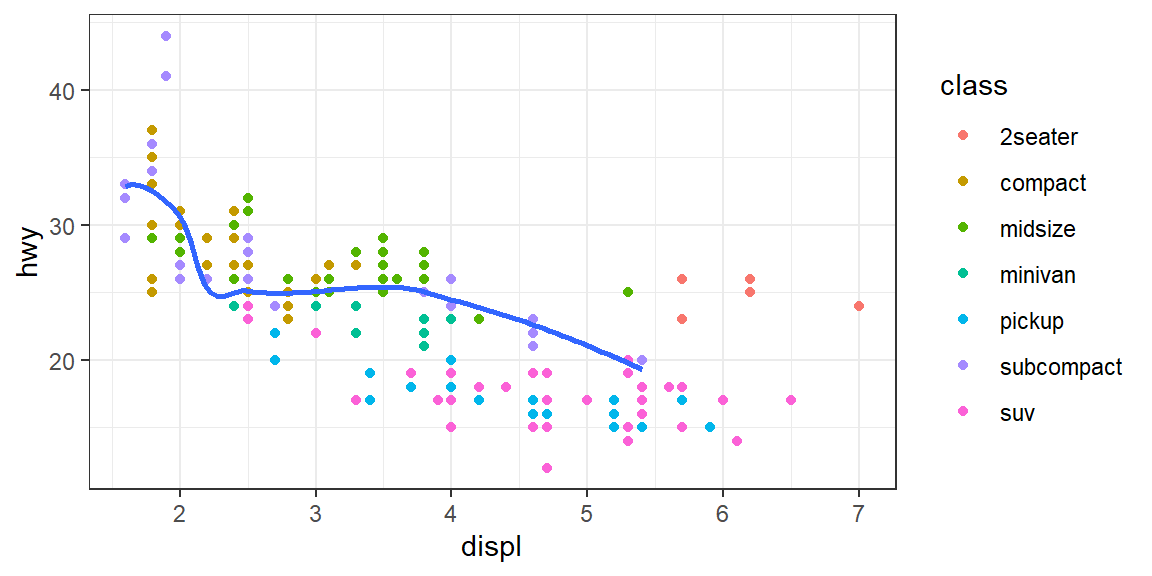 40
30
20
hwy
2 3 4 5 6 7
displ
class
2seater
compact
midsize
minivan
pickup
subcompact
suv